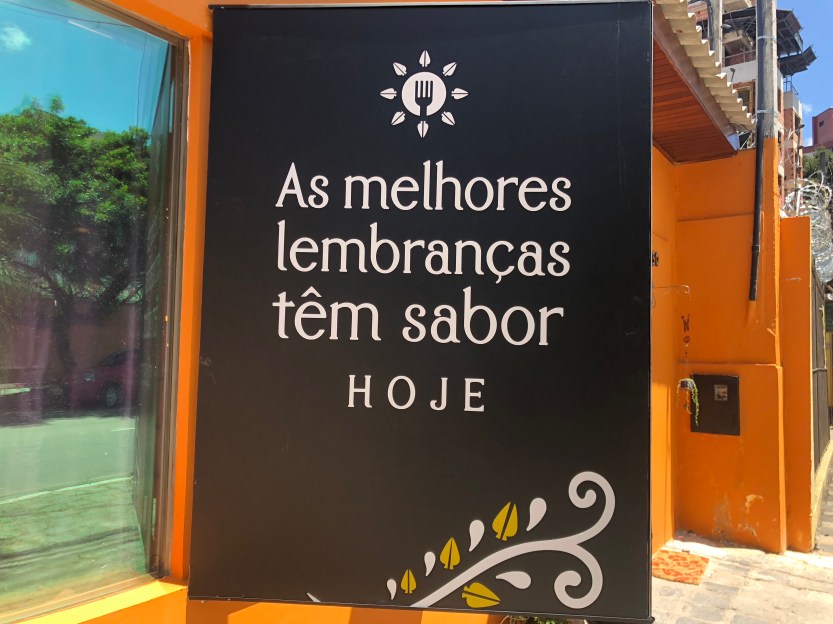 As melhores
lembranças
têm sabor
HOJE